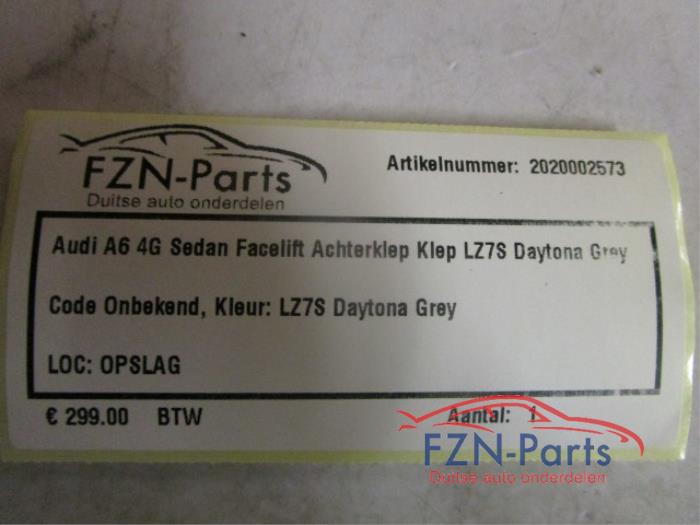 FZN-Parts
Duitse auto onderdelen
Artikelnummer: 2020002573
Audi A6 4G Sedan Facelift Achterklep Klep LZ7S Daytona Grey
Code Onbekend, Kleur: LZ7S Daytona Grey
LOC: OPSLAG
€ 299.00 BTW Aantal: 1
FZN-Parts
Duitse auto onderdelen